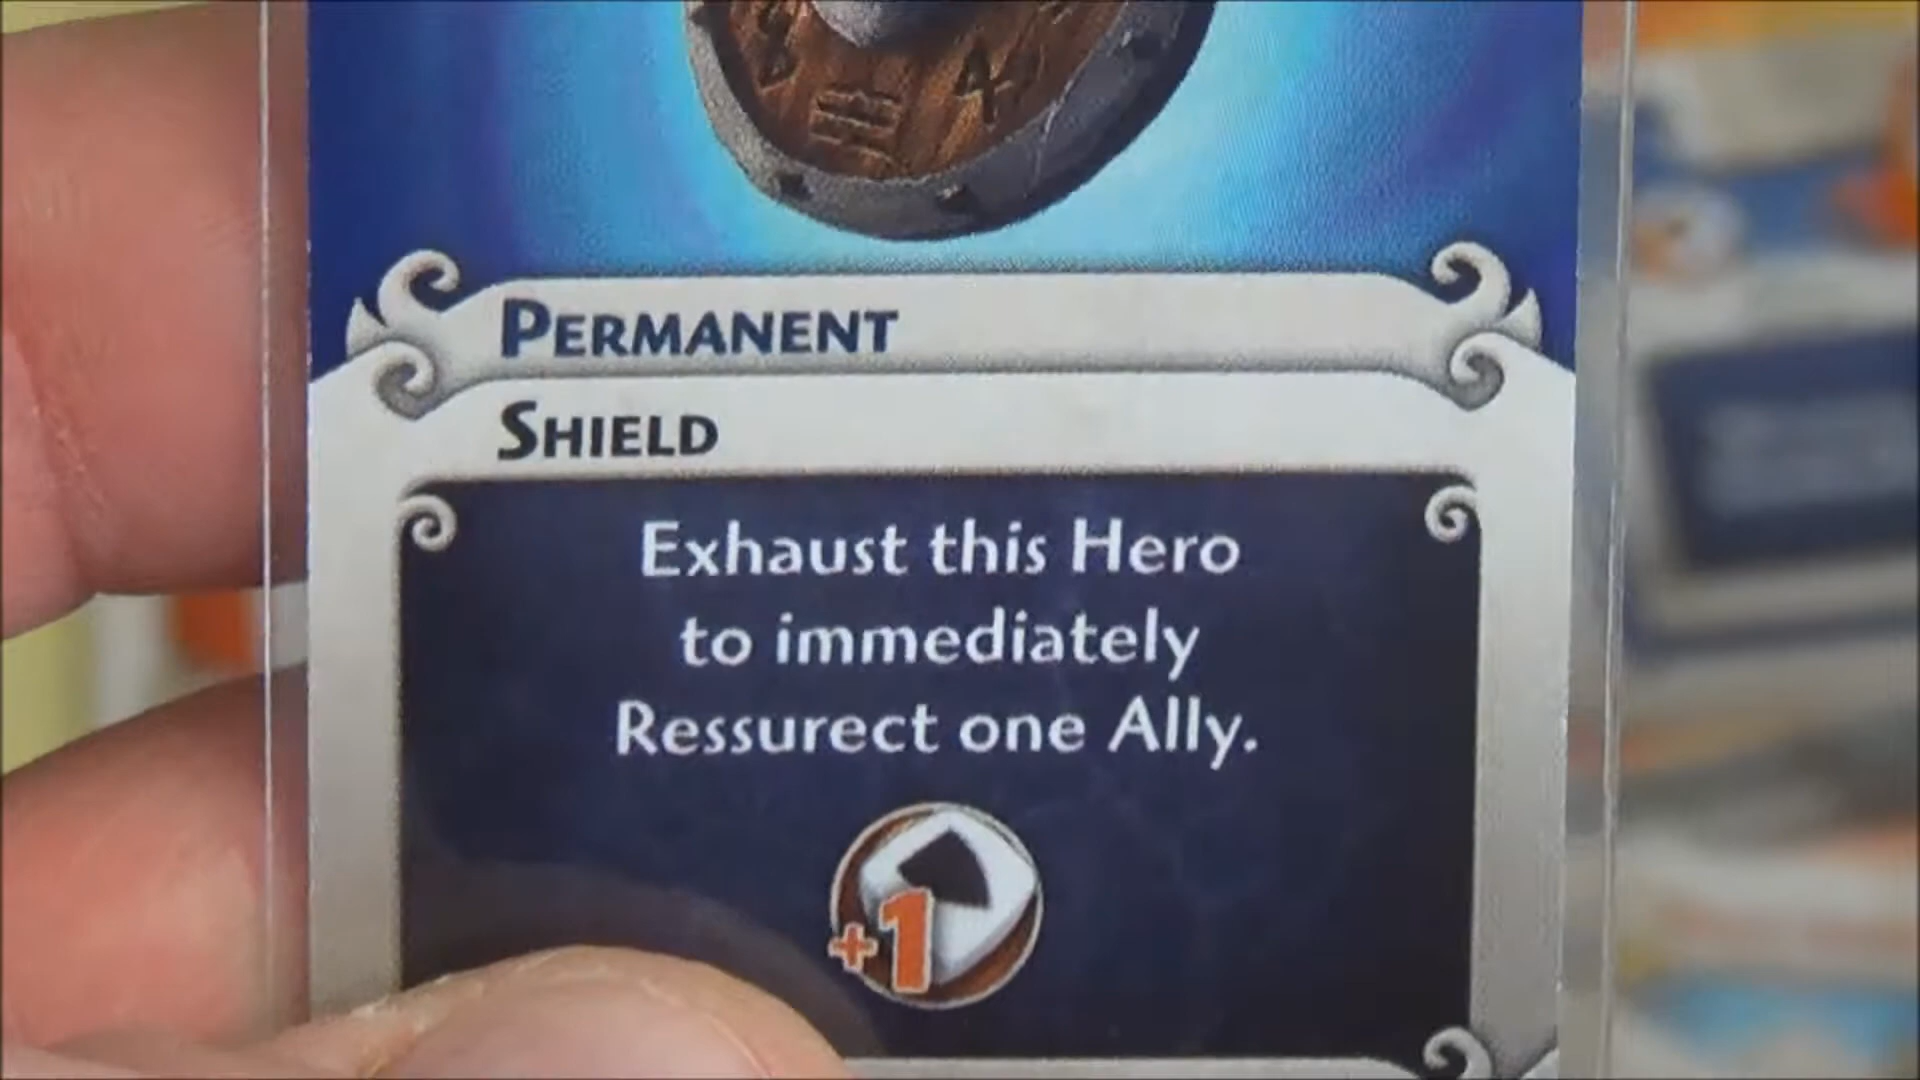 PERMANENT
SHIELD
Exhaust this Hero
to immediately
Ressurect one Ally.
+1